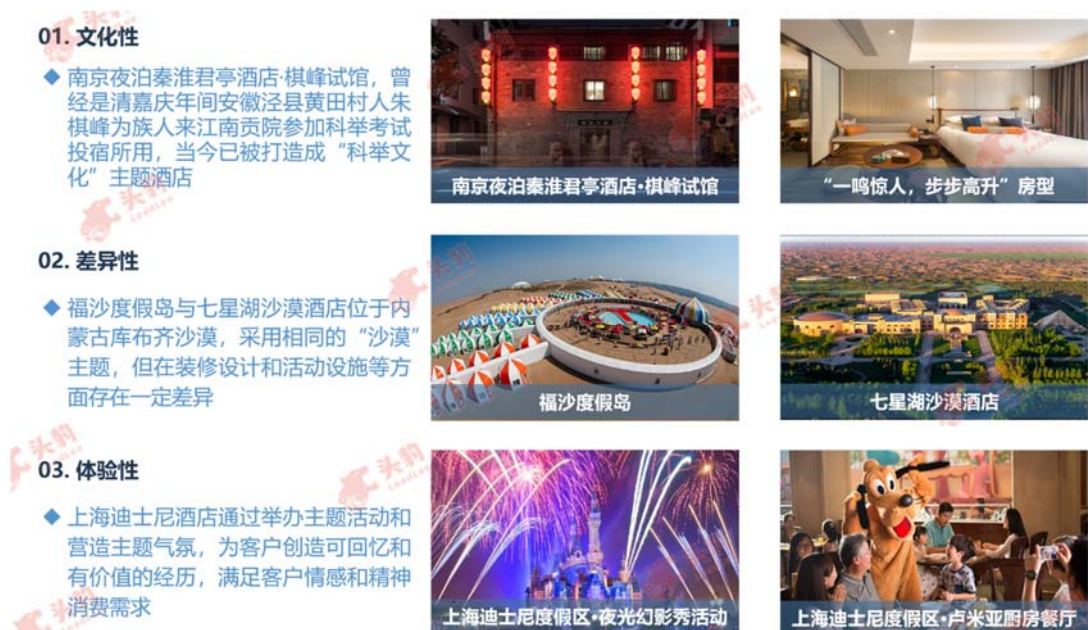 01. 文化性
◆ 南京夜泊秦淮君亭酒店·棋峰试馆，曾
经是清嘉庆年间安徽泾县黄田村人朱
棋峰为族人来江南贡院参加科举考试
投宿所用，当今已被打造成“科举文
化”主题酒店
南京夜泊秦淮君亭酒店·棋峰试馆
“一鸣惊人，步步高升”房型
02. 差异性
◆ 福沙度假岛与七星湖沙漠酒店位于内
蒙古库布齐沙漠，采用相同的“沙漠”
主题，但在装修设计和活动设施等方
面存在一定差异
福沙度假岛
七星湖沙漠酒店
03. 体验性
◆ 上海迪士尼酒店通过举办主题活动和
营造主题气氛，为客户创造可回忆和
有价值的经历，满足客户情感和精神
消费需求
上海迪士尼度假区·夜光幻影秀活动
上海迪士尼度假区·卢米亚厨房餐厅
头豹
LeadLeo